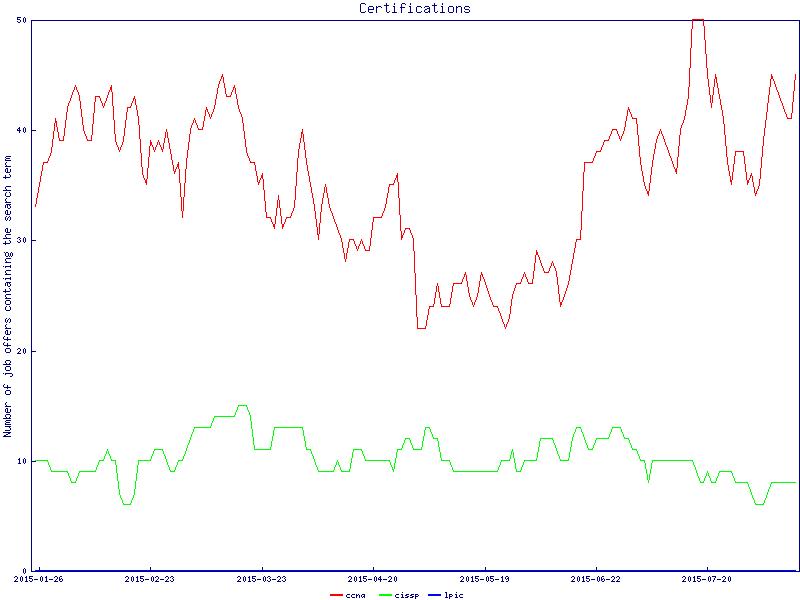 Certifications
Number of job offers containing the search term
50
40
30
20
10
0
2015-01-26 2015-02-23 2015-03-23 2015-04-20 2015-05-19 2015-06-22 2015-07-20
ccna cissp lpic